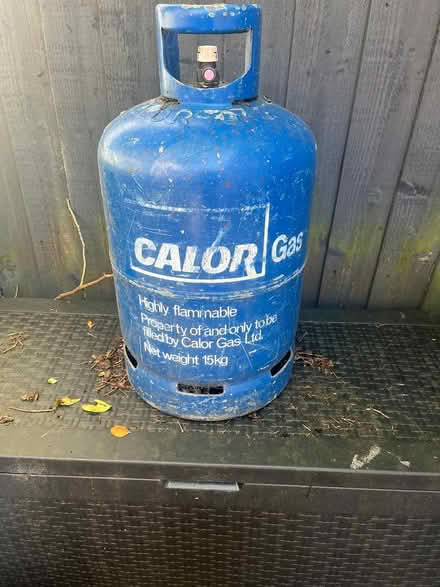 CALOR Gas
Highly flammable
Property of and only to be
filled by Calor Gas Ltd.
Net weight 15kg